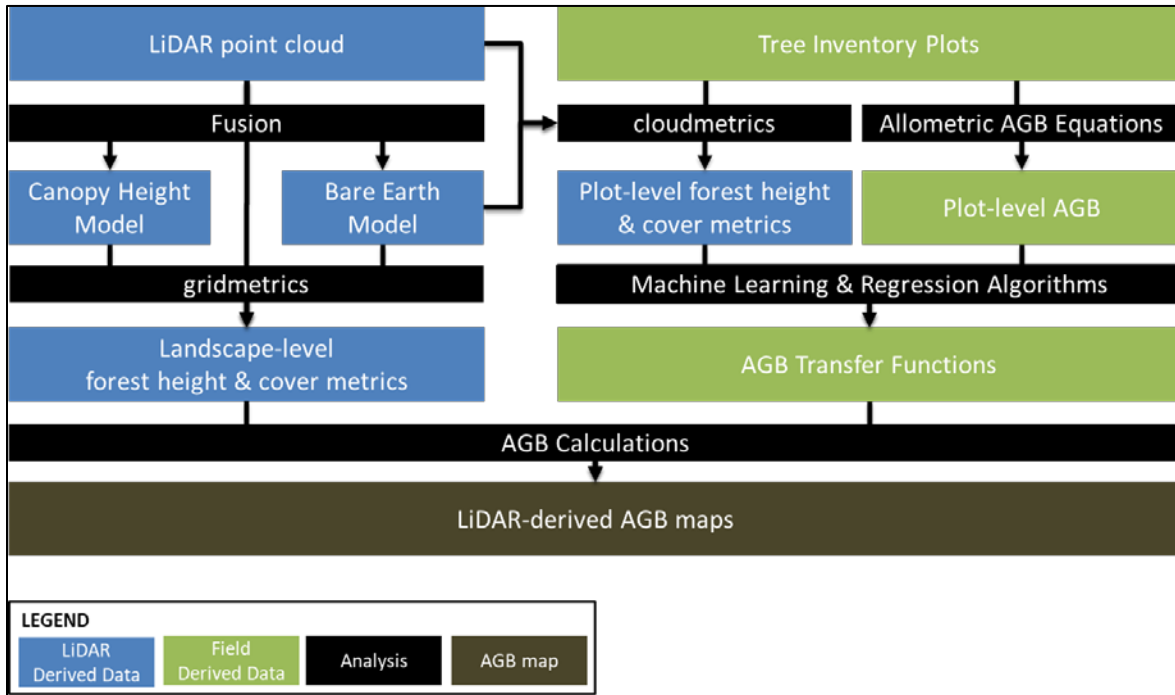 LiDAR point cloud
Tree Inventory Plots
Fusion
cloudmetrics
Allometric AGB Equations
Canopy Height
Model
Bare Earth
Model
Plot-level forest height
& cover metrics
Plot-level AGB
gridmetrics
Machine Learning & Regression Algorithms
Landscape-level
forest height & cover metrics
AGB Transfer Functions
AGB Calculations
LiDAR-derived AGB maps
LEGEND
LiDAR
Derived Data
Field
Derived Data
Analysis
AGB map